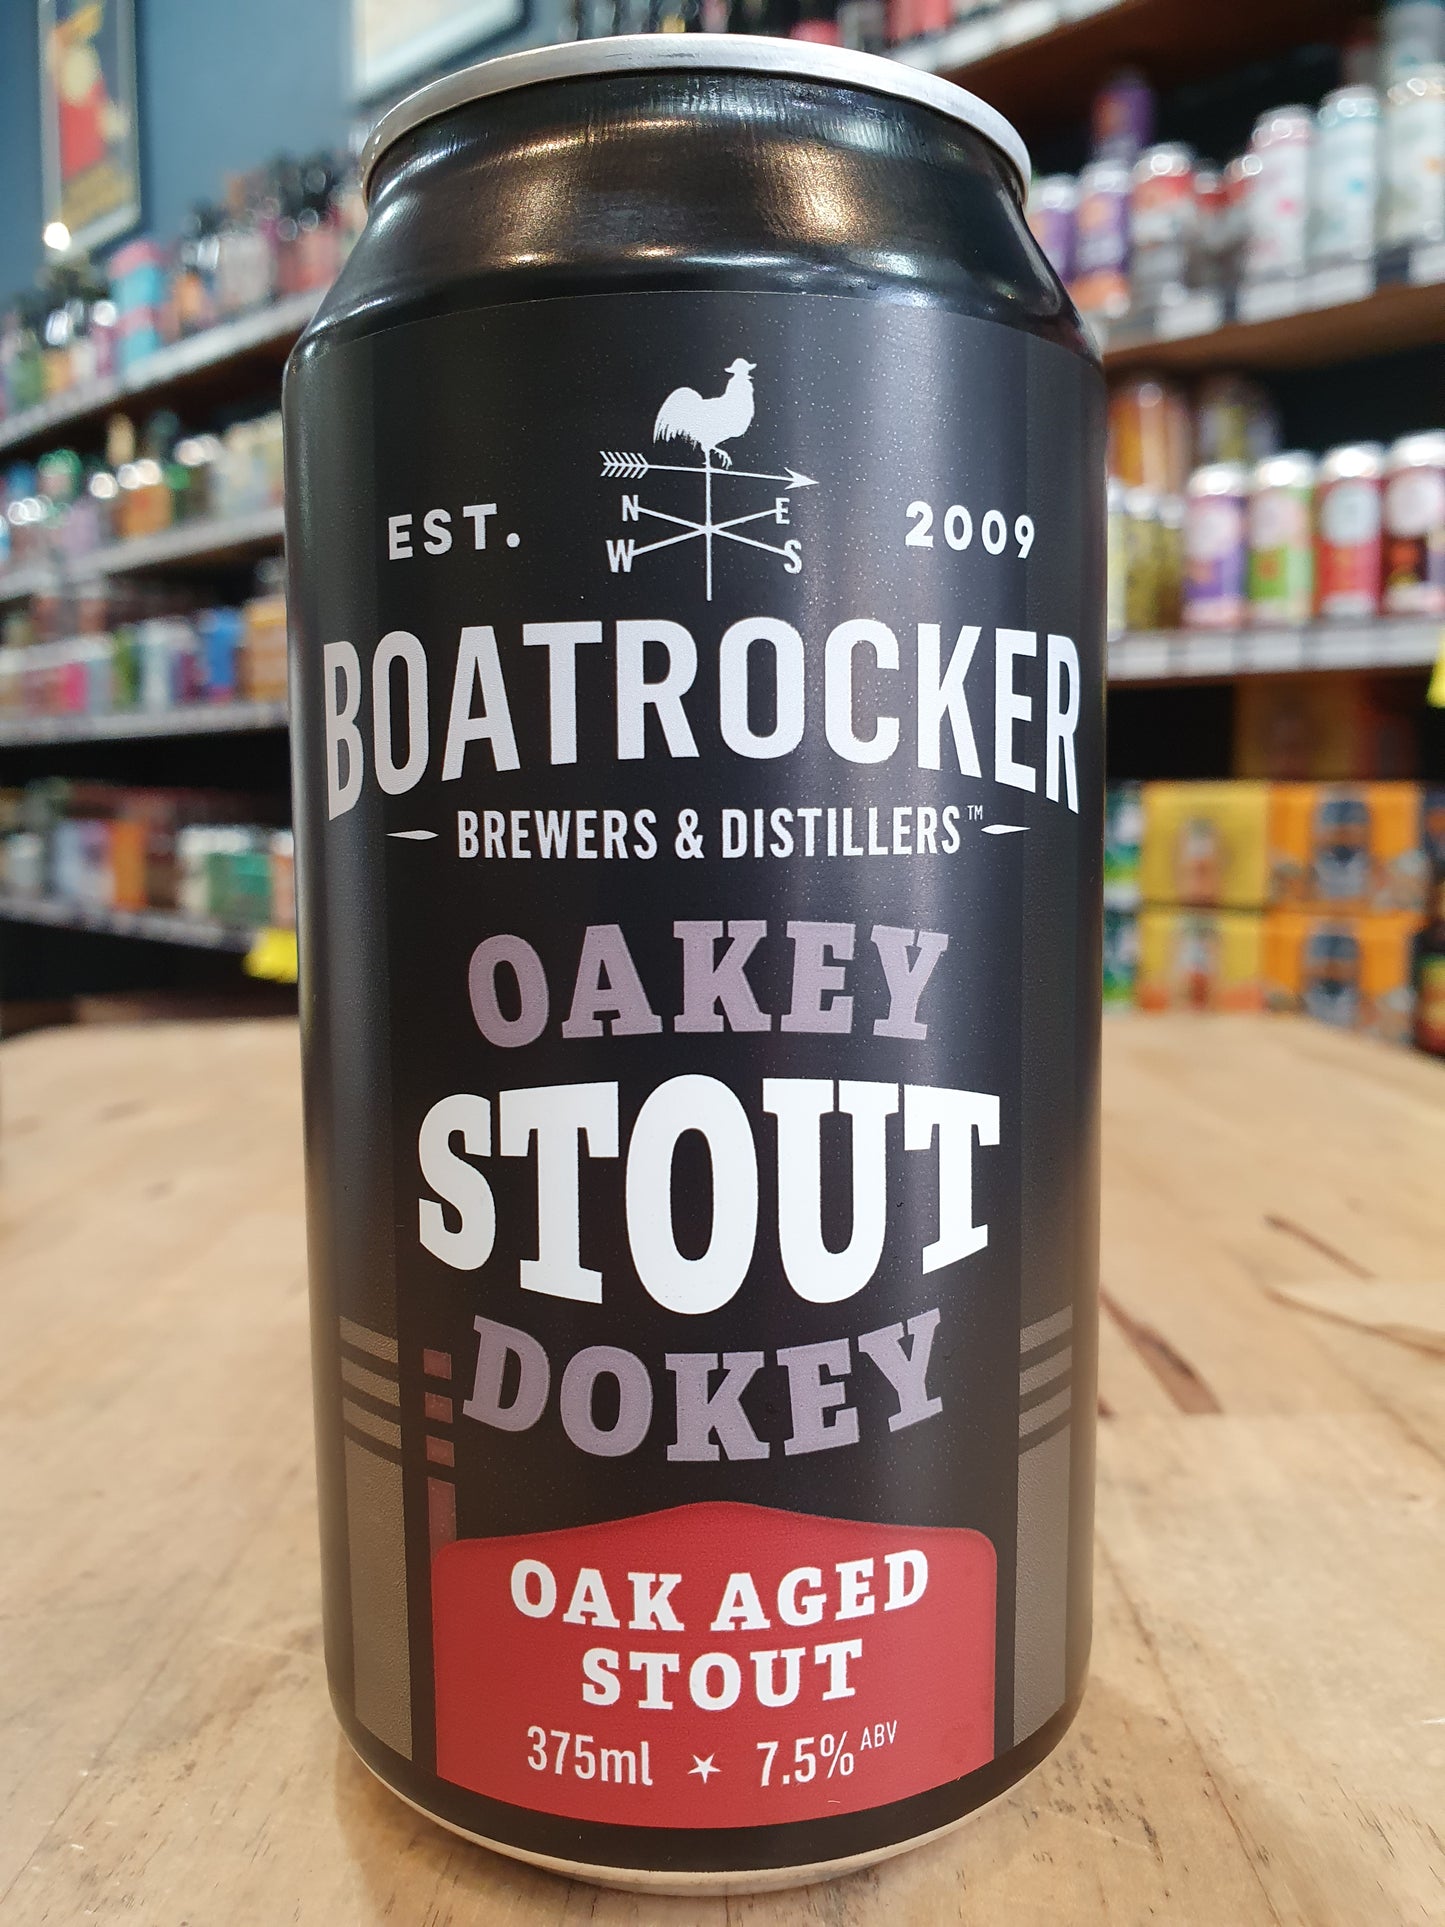 EST. 2009
N E
W S
BOATROCKER
BREWERS & DISTILLERS™
OAKEY
STOUT
DOKEY
OAK AGED
STOUT
375ml ★ 7.5% ABV